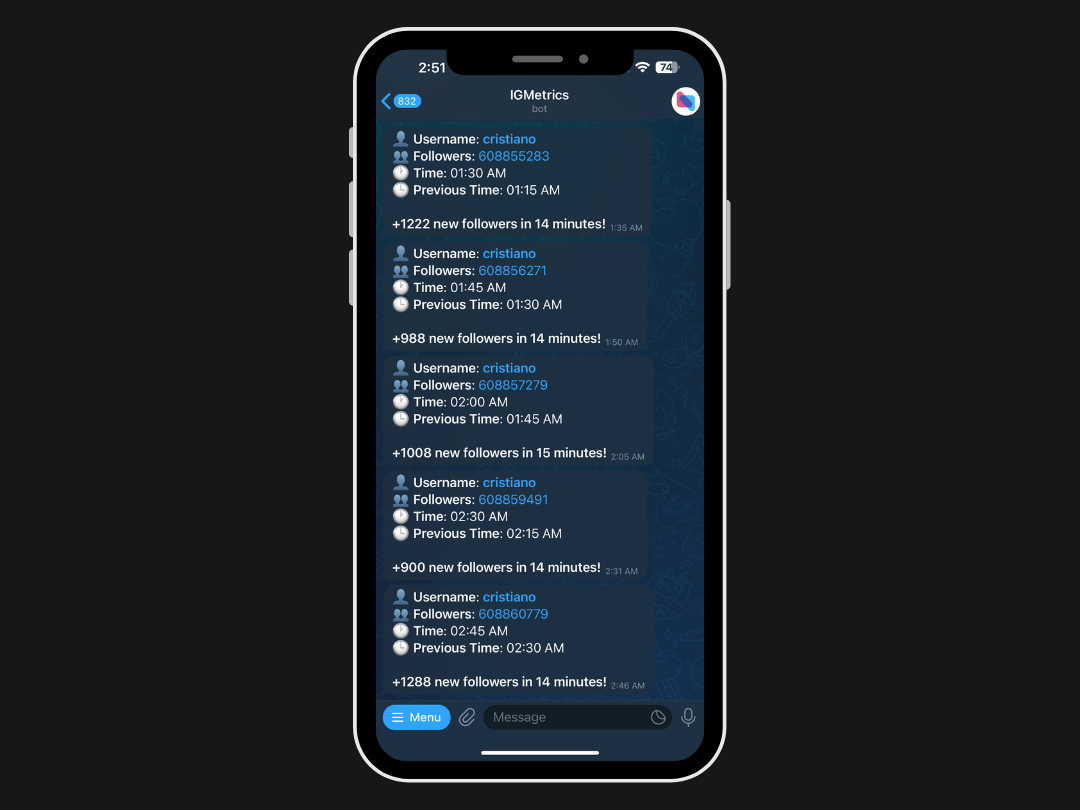 2:51
74
832
IGMetrics
bot
Username: cristiano
Followers: 608855283
Time: 01:30 AM
Previous Time: 01:15 AM
+1222 new followers in 14 minutes! 1:35 AM
Username: cristiano
Followers: 608856271
Time: 01:45 AM
Previous Time: 01:30 AM
+988 new followers in 14 minutes! 1:50 AM
Username: cristiano
Followers: 608857279
Time: 02:00 AM
Previous Time: 01:45 AM
+1008 new followers in 15 minutes! 2:05 AM
Username: cristiano
Followers: 608859491
Time: 02:30 AM
Previous Time: 02:15 AM
+900 new followers in 14 minutes! 2:31 AM
Username: cristiano
Followers: 608860779
Time: 02:45 AM
Previous Time: 02:30 AM
+1288 new followers in 14 minutes! 2:46 AM
Menu
Message